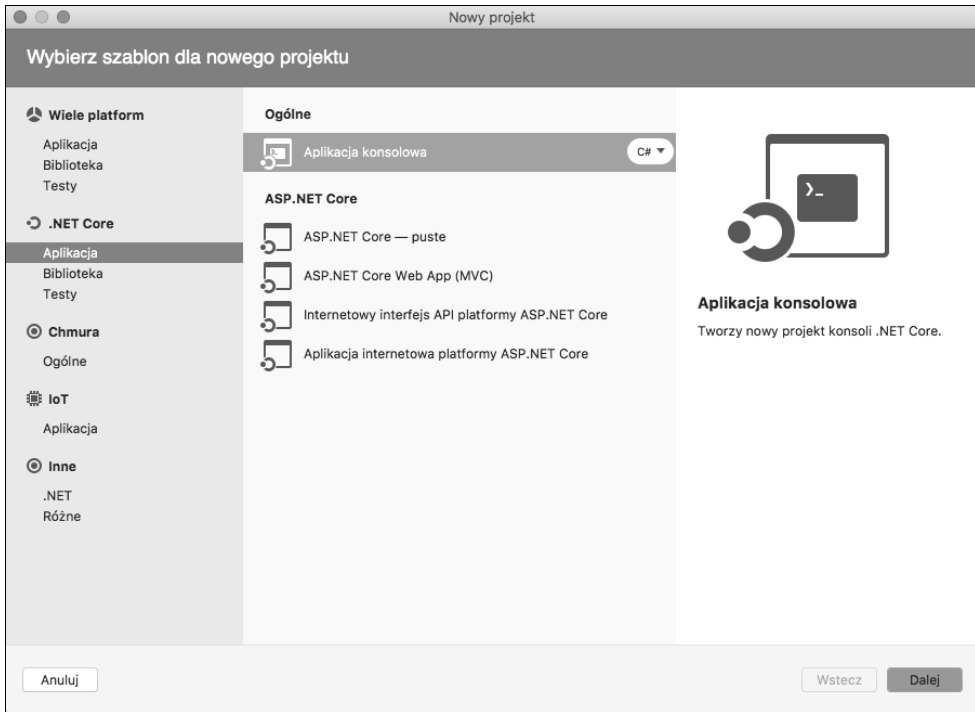 Nowy projekt
Wybierz szablon dla nowego projektu
Wiele platform
Aplikacja
Biblioteka
Testy
.NET Core
Aplikacja
Biblioteka
Testy
Chmura
Ogólne
IoT
Aplikacja
Inne
.NET
Różne
Ogólne
Aplikacja konsolowa
C#
ASP.NET Core
ASP.NET Core — puste
ASP.NET Core Web App (MVC)
Internetowy interfejs API platformy ASP.NET Core
Aplikacja internetowa platformy ASP.NET Core
Aplikacja konsolowa
Tworzy nowy projekt konsoli .NET Core.
Anuluj
Wstecz
Dalej